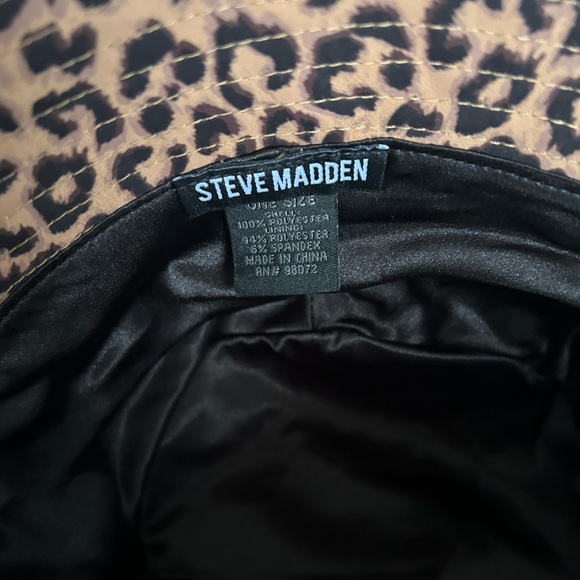 STEVE MADDEN
ONE SIZE
SHELL:
100% POLYESTER
LINING:
94% POLYESTER
6% SPANDEX
MADE IN CHINA
RN# 98072